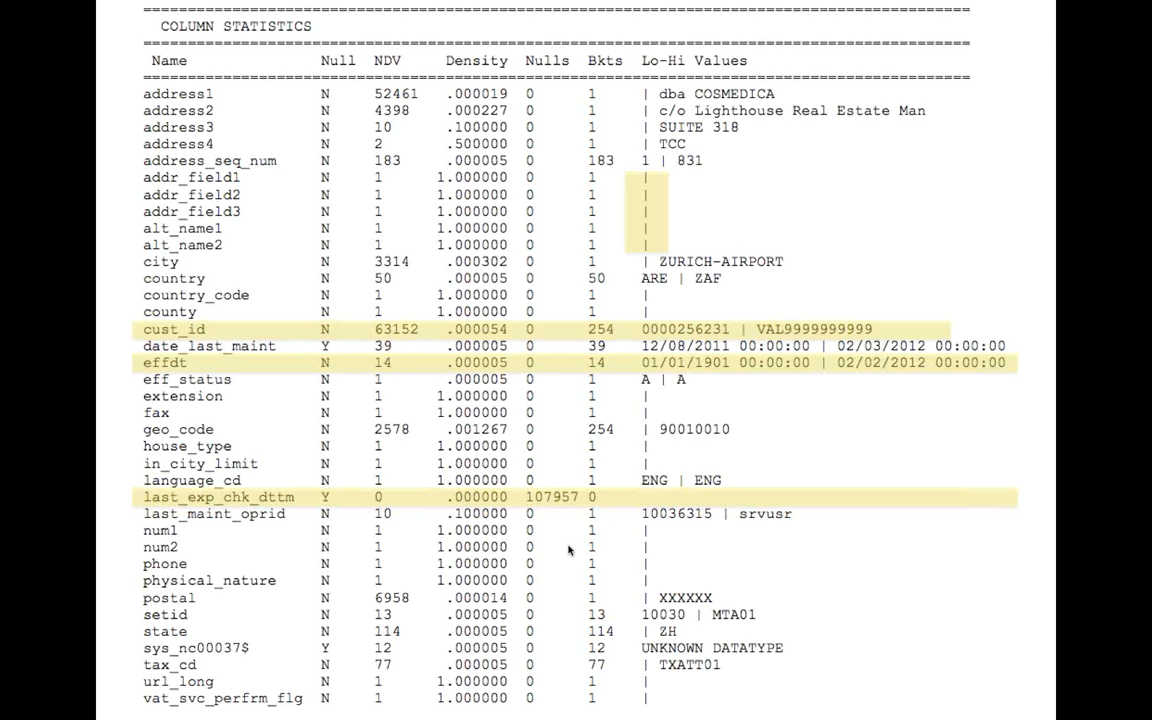 ==============================================================================================
COLUMN STATISTICS
==============================================================================================
Name Null NDV Density Nulls Bkts Lo-Hi Values
==============================================================================================
address1 N 52461 .000019 0 1 | dba COSMEDICA
address2 N 4398 .000227 0 1 | c/o Lighthouse Real Estate Man
address3 N 10 .100000 0 1 | SUITE 318
address4 N 2 .500000 0 1 | TCC
address_seq_num N 183 .000005 0 183 1 | 831
addr_field1 N 1 1.000000 0 1 |
addr_field2 N 1 1.000000 0 1 |
addr_field3 N 1 1.000000 0 1 |
alt_name1 N 1 1.000000 0 1 |
alt_name2 N 1 1.000000 0 1 |
city N 3314 .000302 0 1 | ZURICH-AIRPORT
country N 50 .000005 0 50 ARE | ZAF
country_code N 1 1.000000 0 1 |
county N 1 1.000000 0 1 |
cust_id N 63152 .000054 0 254 0000256231 | VAL9999999999
date_last_maint Y 39 .000005 0 39 12/08/2011 00:00:00 | 02/03/2012 00:00:00
effdt N 14 .000005 0 14 01/01/1901 00:00:00 | 02/02/2012 00:00:00
eff_status N 1 .000005 0 1 A | A
extension N 1 1.000000 0 1 |
fax N 1 1.000000 0 1 |
geo_code N 2578 .001267 0 254 | 90010010
house_type N 1 1.000000 0 1 |
in_city_limit N 1 1.000000 0 1 |
language_cd N 1 1.000000 0 1 ENG | ENG
last_exp_chk_dttm Y 0 .000000 107957 0
last_maint_oprid N 10 .100000 0 1 10036315 | srvusr
num1 N 1 1.000000 0 1 |
num2 N 1 1.000000 0 1 |
phone N 1 1.000000 0 1 |
physical_nature N 1 1.000000 0 1 |
postal N 6958 .000014 0 1 | XXXXXX
setid N 13 .000005 0 13 10030 | MTA01
state N 114 .000005 0 114 | ZH
sys_nc00037$ Y 12 .000005 0 12 UNKNOWN DATATYPE
tax_cd N 77 .000005 0 77 | TXATT01
url_long N 1 1.000000 0 1 |
vat_svc_perfrm_flg N 1 1.000000 0 1 |